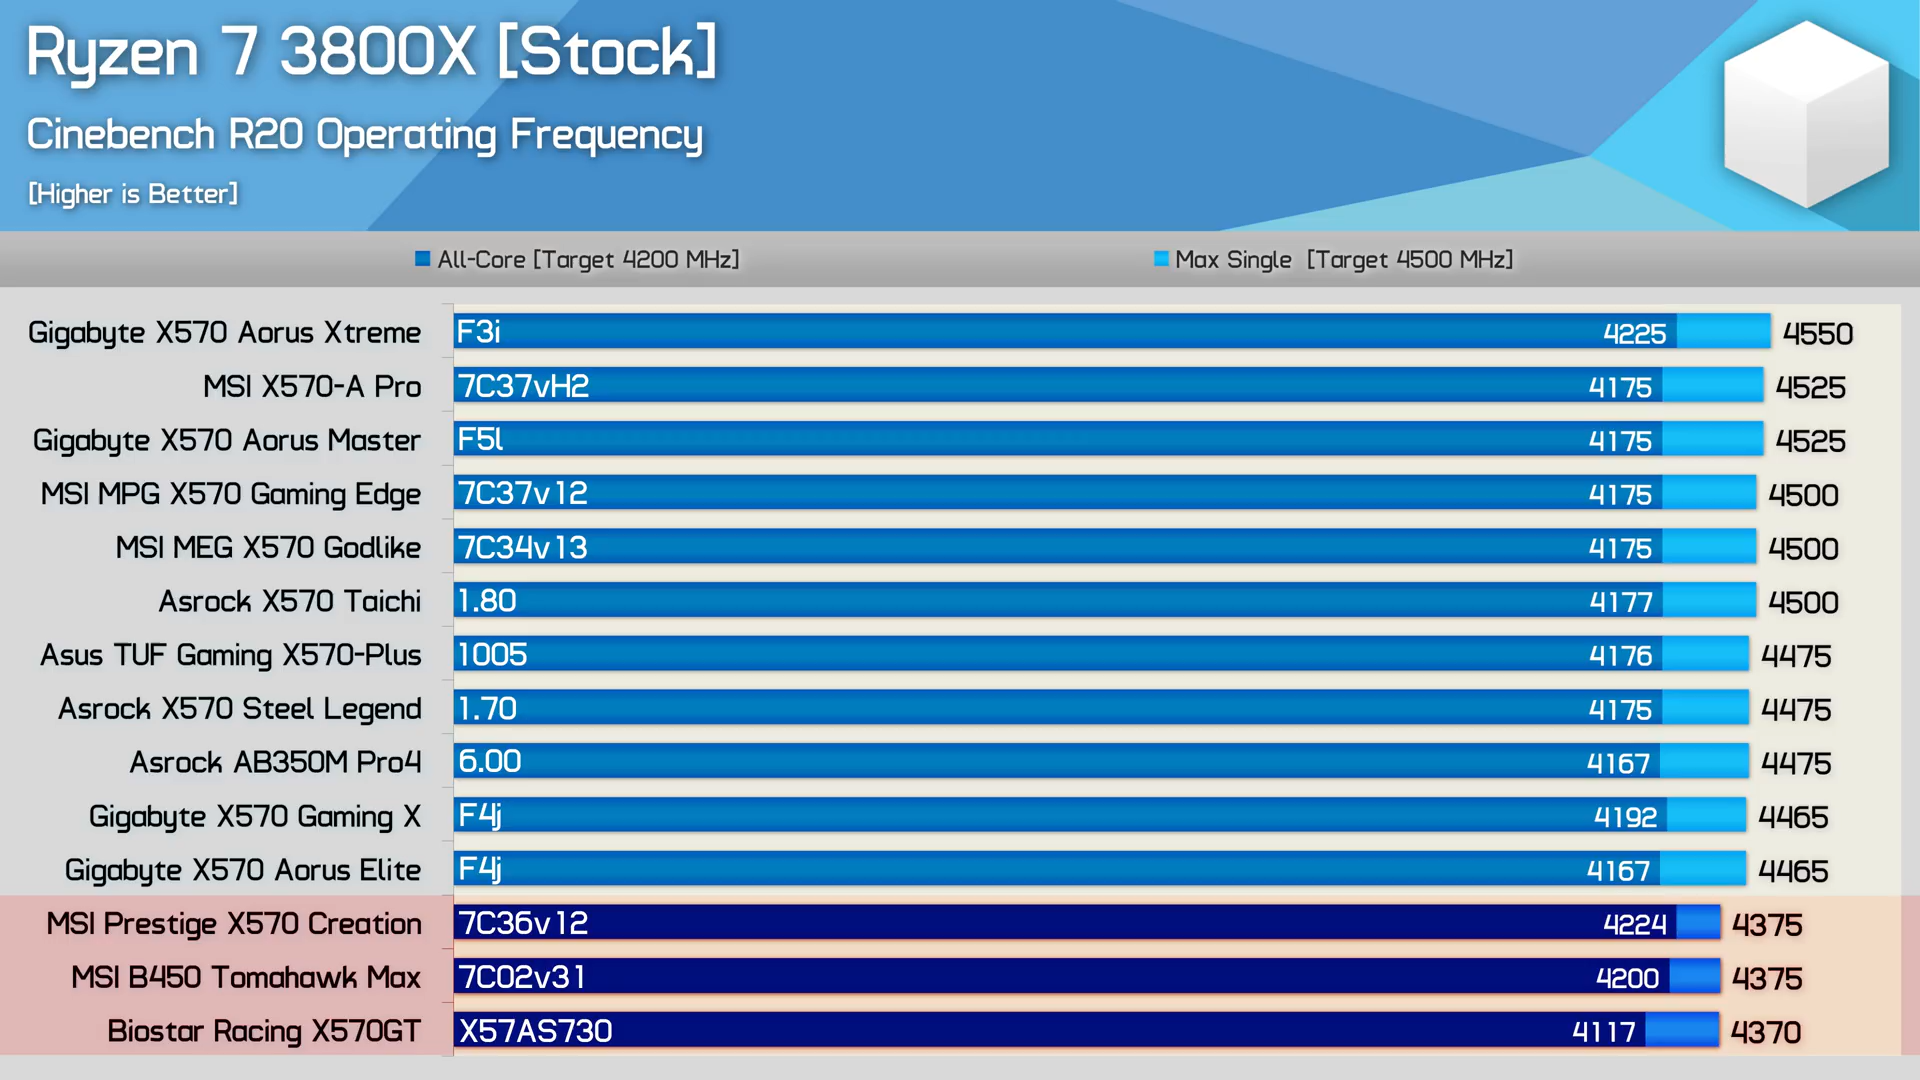 Ryzen 7 3800X [Stock]
Cinebench R20 Operating Frequency
[Higher is Better]
All-Core [Target 4200 MHz] Max Single [Target 4500 MHz]
Gigabyte X570 Aorus Xtreme F3i 4225 4550
MSI X570-A Pro 7C37vH2 4175 4525
Gigabyte X570 Aorus Master F5l 4175 4525
MSI MPG X570 Gaming Edge 7C37v12 4175 4500
MSI MEG X570 Godlike 7C34v13 4175 4500
Asrock X570 Taichi 1.80 4177 4500
Asus TUF Gaming X570-Plus 1005 4176 4475
Asrock X570 Steel Legend 1.70 4175 4475
Asrock AB350M Pro4 6.00 4167 4475
Gigabyte X570 Gaming X F4j 4192 4465
Gigabyte X570 Aorus Elite F4j 4167 4465
MSI Prestige X570 Creation 7C36v12 4224 4375
MSI B450 Tomahawk Max 7C02v31 4200 4375
Biostar Racing X570GT X57AS730 4117 4370